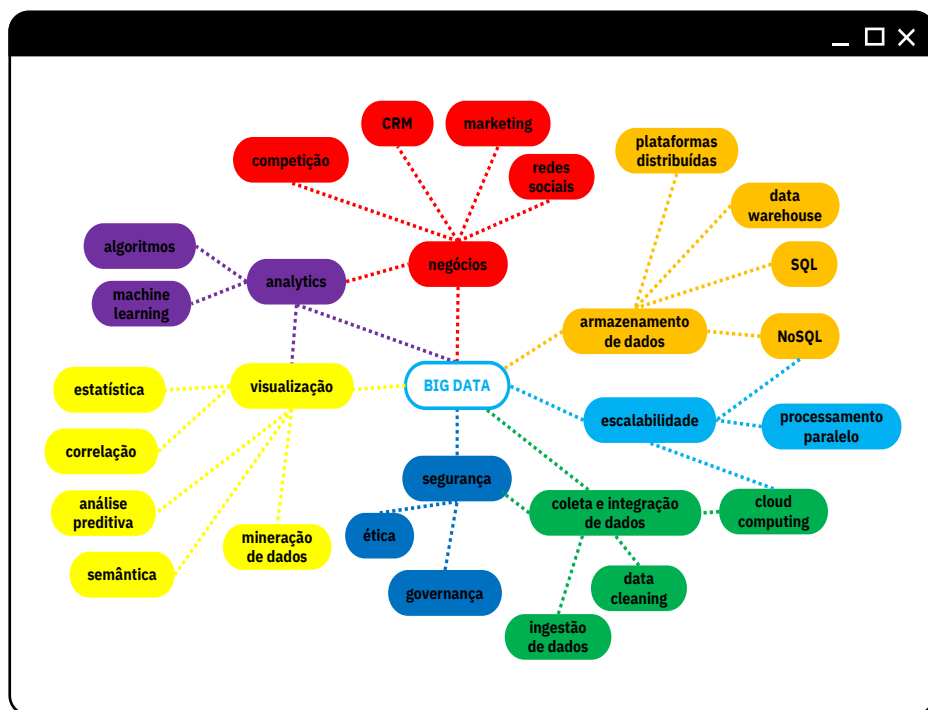 CRM
marketing
competição
redes
sociais
plataformas
distribuídas
data
warehouse
algoritmos
analytics
negócios
SQL
machine
learning
armazenamento
de dados
NoSQL
estatística
visualização
BIG DATA
escalabilidade
processamento
paralelo
correlação
segurança
coleta e integração
de dados
cloud
computing
análise
preditiva
ética
mineração
de dados
semântica
governança
data
cleaning
ingestão
de dados